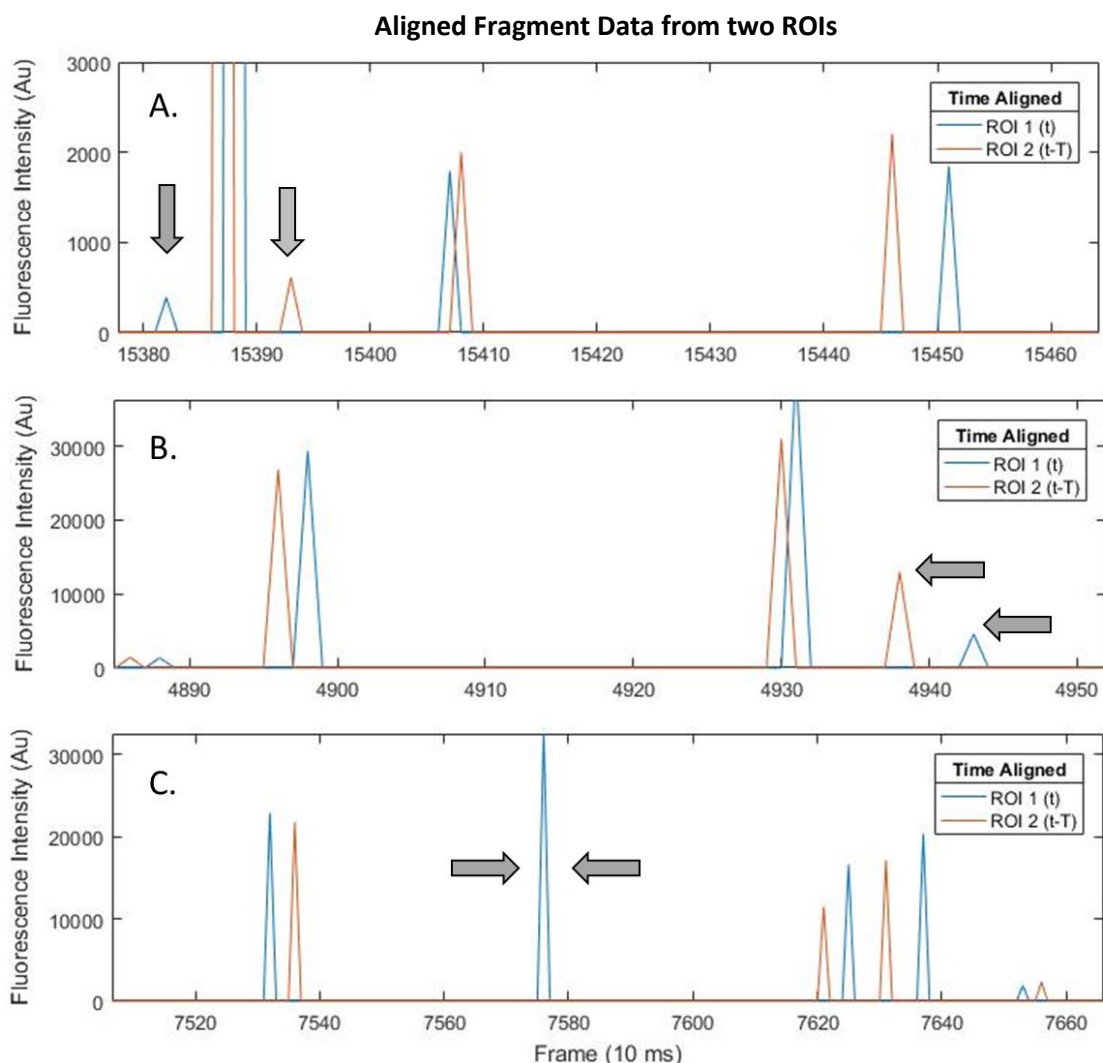 Aligned Fragment Data from two ROIs
Fluorescence Intensity (Au)
3000
2000
1000
0
A.
Time Aligned
ROI 1 (t)
ROI 2 (t-T)
15380 15390 15400 15410 15420 15430 15440 15450 15460
Fluorescence Intensity (Au)
30000
20000
10000
0
B.
Time Aligned
ROI 1 (t)
ROI 2 (t-T)
4890 4900 4910 4920 4930 4940 4950
Fluorescence Intensity (Au)
30000
20000
10000
0
C.
Time Aligned
ROI 1 (t)
ROI 2 (t-T)
7520 7540 7560 7580 7600 7620 7640 7660
Frame (10 ms)